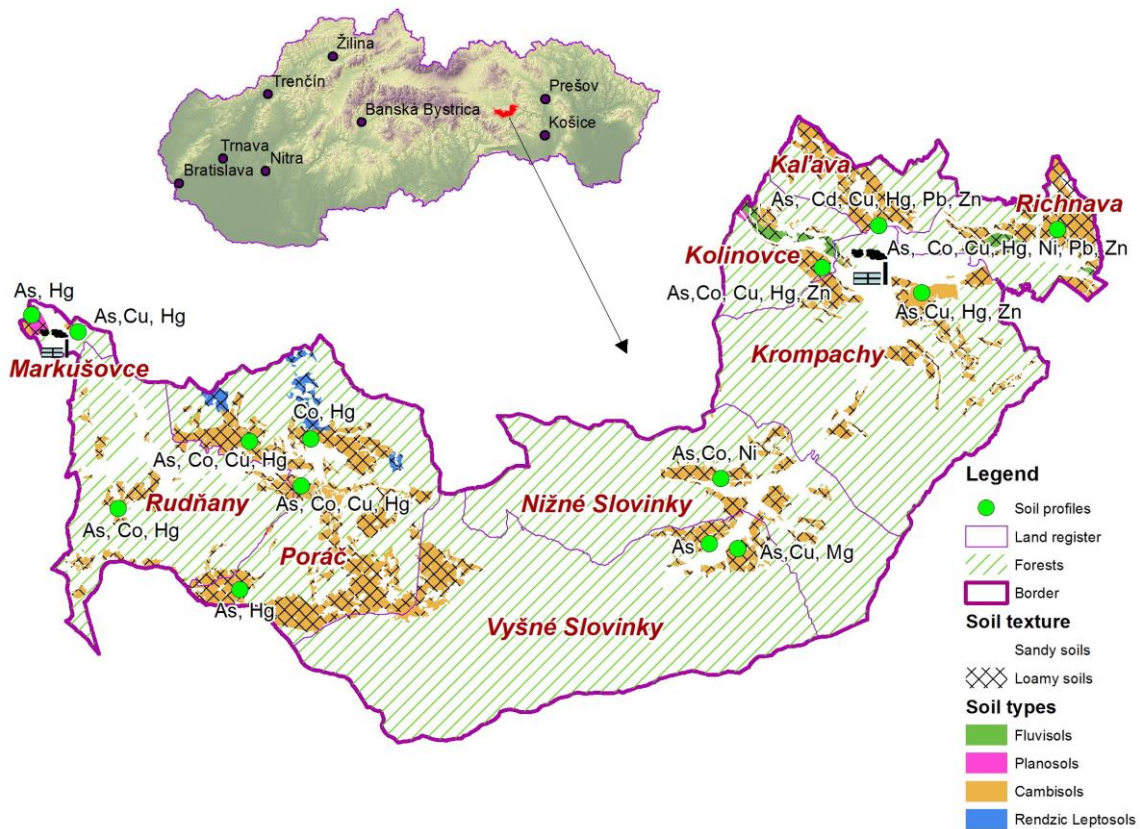 Žilina
Trenčín
Prešov
Banská Bystrica
Košice
Trnava
Nitra
Bratislava
Kaľava
As, Cd, Cu, Hg, Pb, Zn
Richnava
Kolinovce
As, Co, Cu, Hg, Ni, Pb, Zn
As,Co, Cu, Hg, Zn
As,Cu, Hg, Zn
Krompachy
As, Hg
As,Cu, Hg
Markušovce
Co, Hg
As, Co, Cu, Hg
Rudňany
As, Co, Cu, Hg
As, Co, Hg
Poráč
As, Hg
As,Co, Ni
Nižné Slovinky
As
As,Cu, Mg
Vyšné Slovinky
Legend
Soil profiles
Land register
Forests
Border
Soil texture
Sandy soils
Loamy soils
Soil types
Fluvisols
Planosols
Cambisols
Rendzic Leptosols